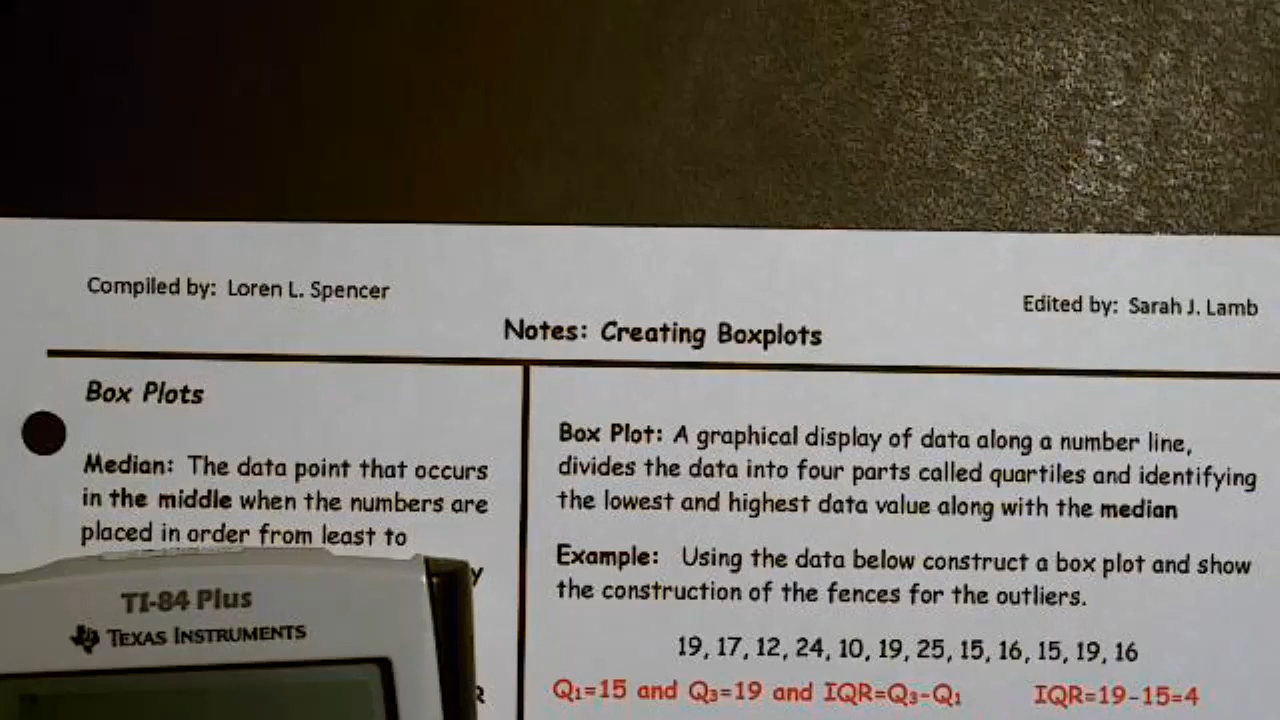 Compiled by: Loren L. Spencer
Edited by: Sarah J. Lamb
Notes: Creating Boxplots
Box Plots
Median: The data point that occurs
in the middle when the numbers are
placed in order from least to
y
R
Box Plot: A graphical display of data along a number line,
divides the data into four parts called quartiles and identifying
the lowest and highest data value along with the median
Example: Using the data below construct a box plot and show
the construction of the fences for the outliers.
19, 17, 12, 24, 10, 19, 25, 15, 16, 15, 19, 16
Q₁=15 and Q₃=19 and IQR=Q₃-Q₁ IQR=19-15=4
TI-84 Plus
TEXAS INSTRUMENTS